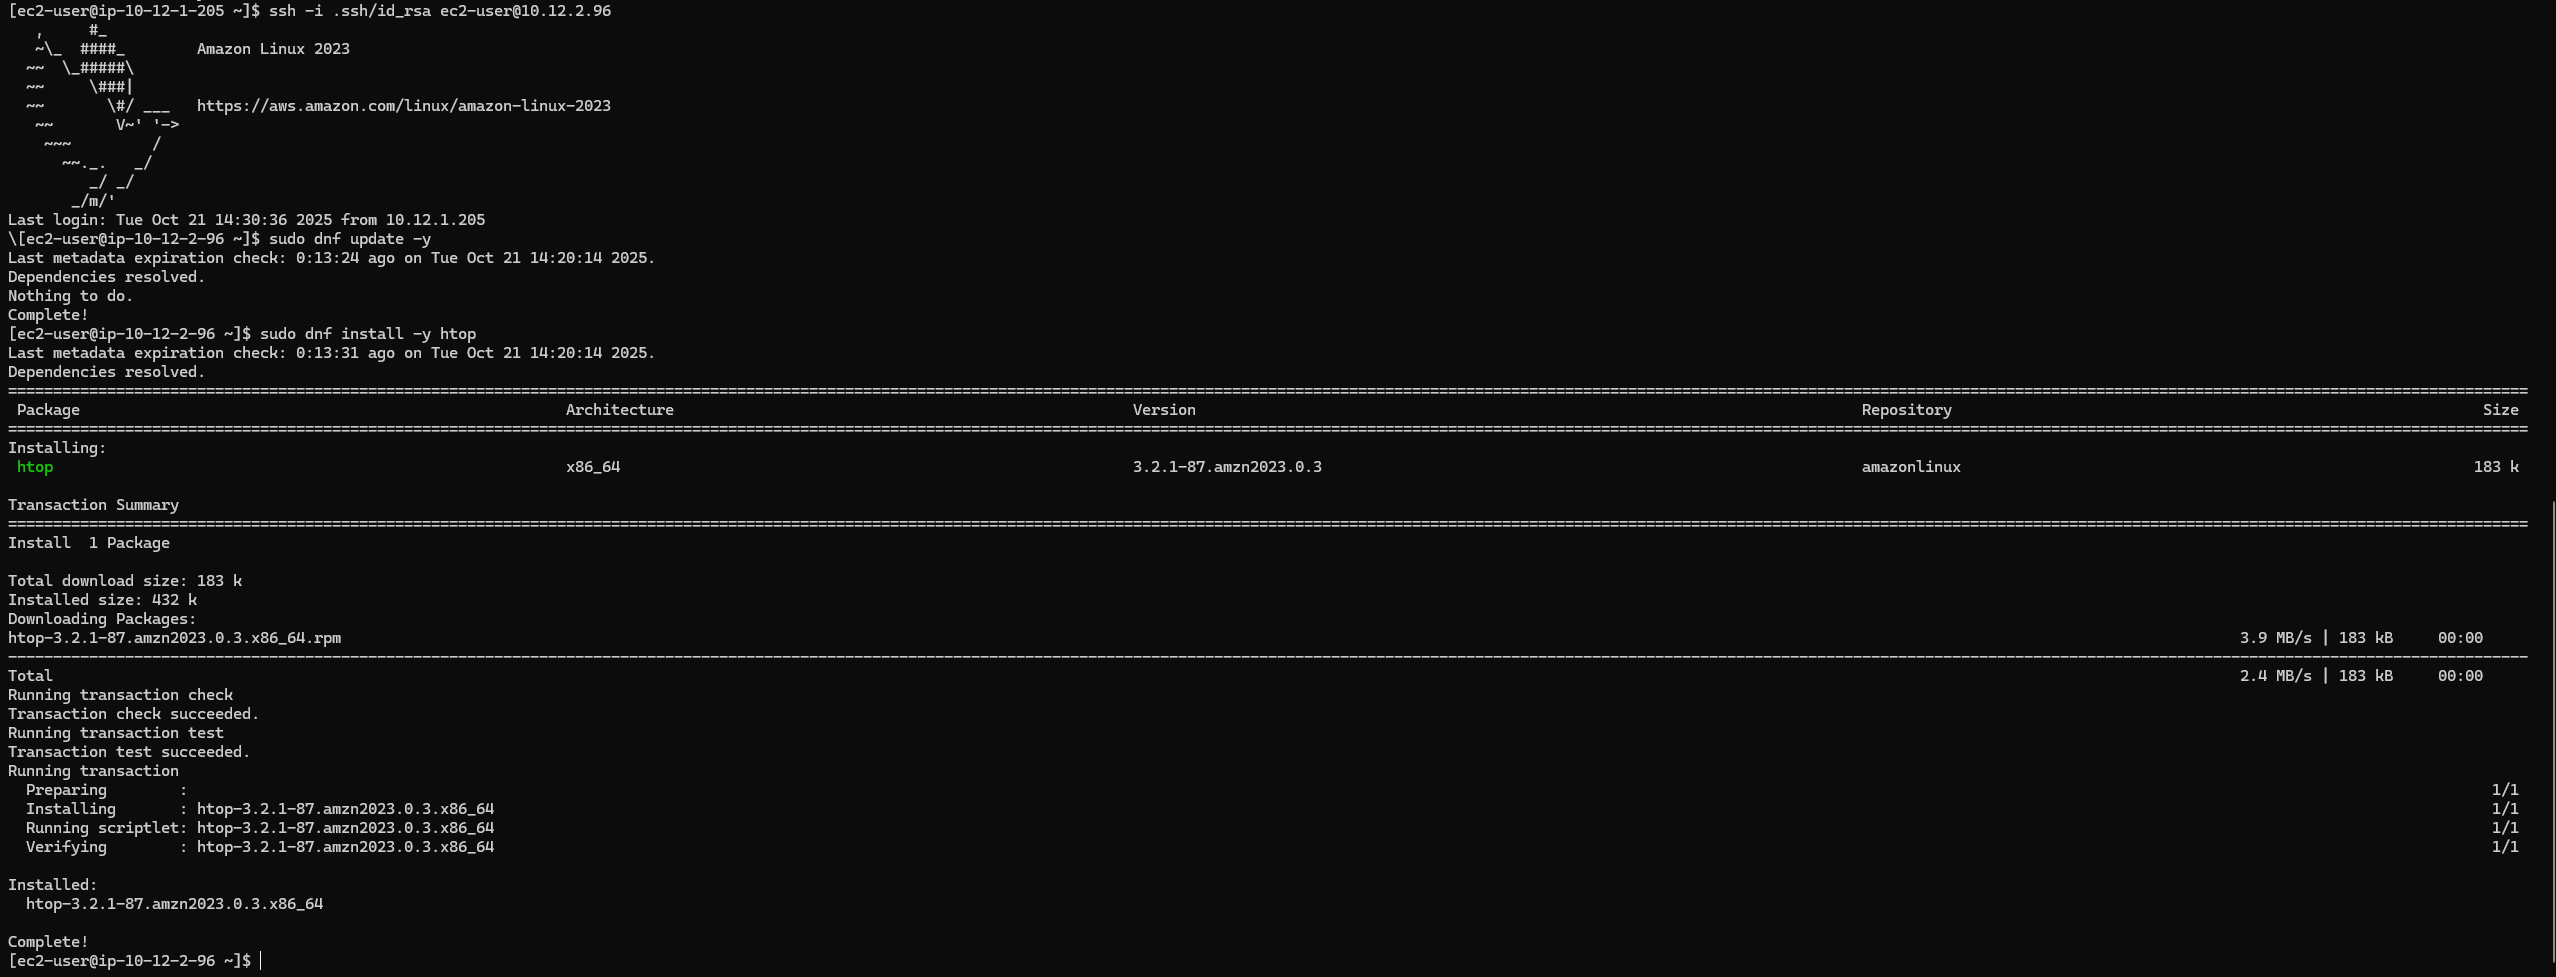 [ec2-user@ip-10-12-1-205 ~]$ ssh -i .ssh/id_rsa ec2-user@10.12.2.96
   ,     #_
   ~\_  ####_        Amazon Linux 2023
  ~~  \_#####\
  ~~     \###|
  ~~       \#/ ___   https://aws.amazon.com/linux/amazon-linux-2023
   ~~       V~' '->
    ~~~         /
      ~~._.   _/
         _/ _/
       _/m/'
Last login: Tue Oct 21 14:30:36 2025 from 10.12.1.205
\[ec2-user@ip-10-12-2-96 ~]$ sudo dnf update -y
Last metadata expiration check: 0:13:24 ago on Tue Oct 21 14:20:14 2025.
Dependencies resolved.
Nothing to do.
Complete!
[ec2-user@ip-10-12-2-96 ~]$ sudo dnf install -y htop
Last metadata expiration check: 0:13:31 ago on Tue Oct 21 14:20:14 2025.
Dependencies resolved.
Package Architecture Version Repository Size
Installing:
htop x86_64 3.2.1-87.amzn2023.0.3 amazonlinux 183 k
Transaction Summary
Install  1 Package
Total download size: 183 k
Installed size: 432 k
Downloading Packages:
htop-3.2.1-87.amzn2023.0.3.x86_64.rpm 3.9 MB/s | 183 kB     00:00
Total 2.4 MB/s | 183 kB     00:00
Running transaction check
Transaction check succeeded.
Running transaction test
Transaction test succeeded.
Running transaction
  Preparing        : 1/1
  Installing       : htop-3.2.1-87.amzn2023.0.3.x86_64 1/1
  Running scriptlet: htop-3.2.1-87.amzn2023.0.3.x86_64 1/1
  Verifying        : htop-3.2.1-87.amzn2023.0.3.x86_64 1/1
Installed:
  htop-3.2.1-87.amzn2023.0.3.x86_64
Complete!
[ec2-user@ip-10-12-2-96 ~]$